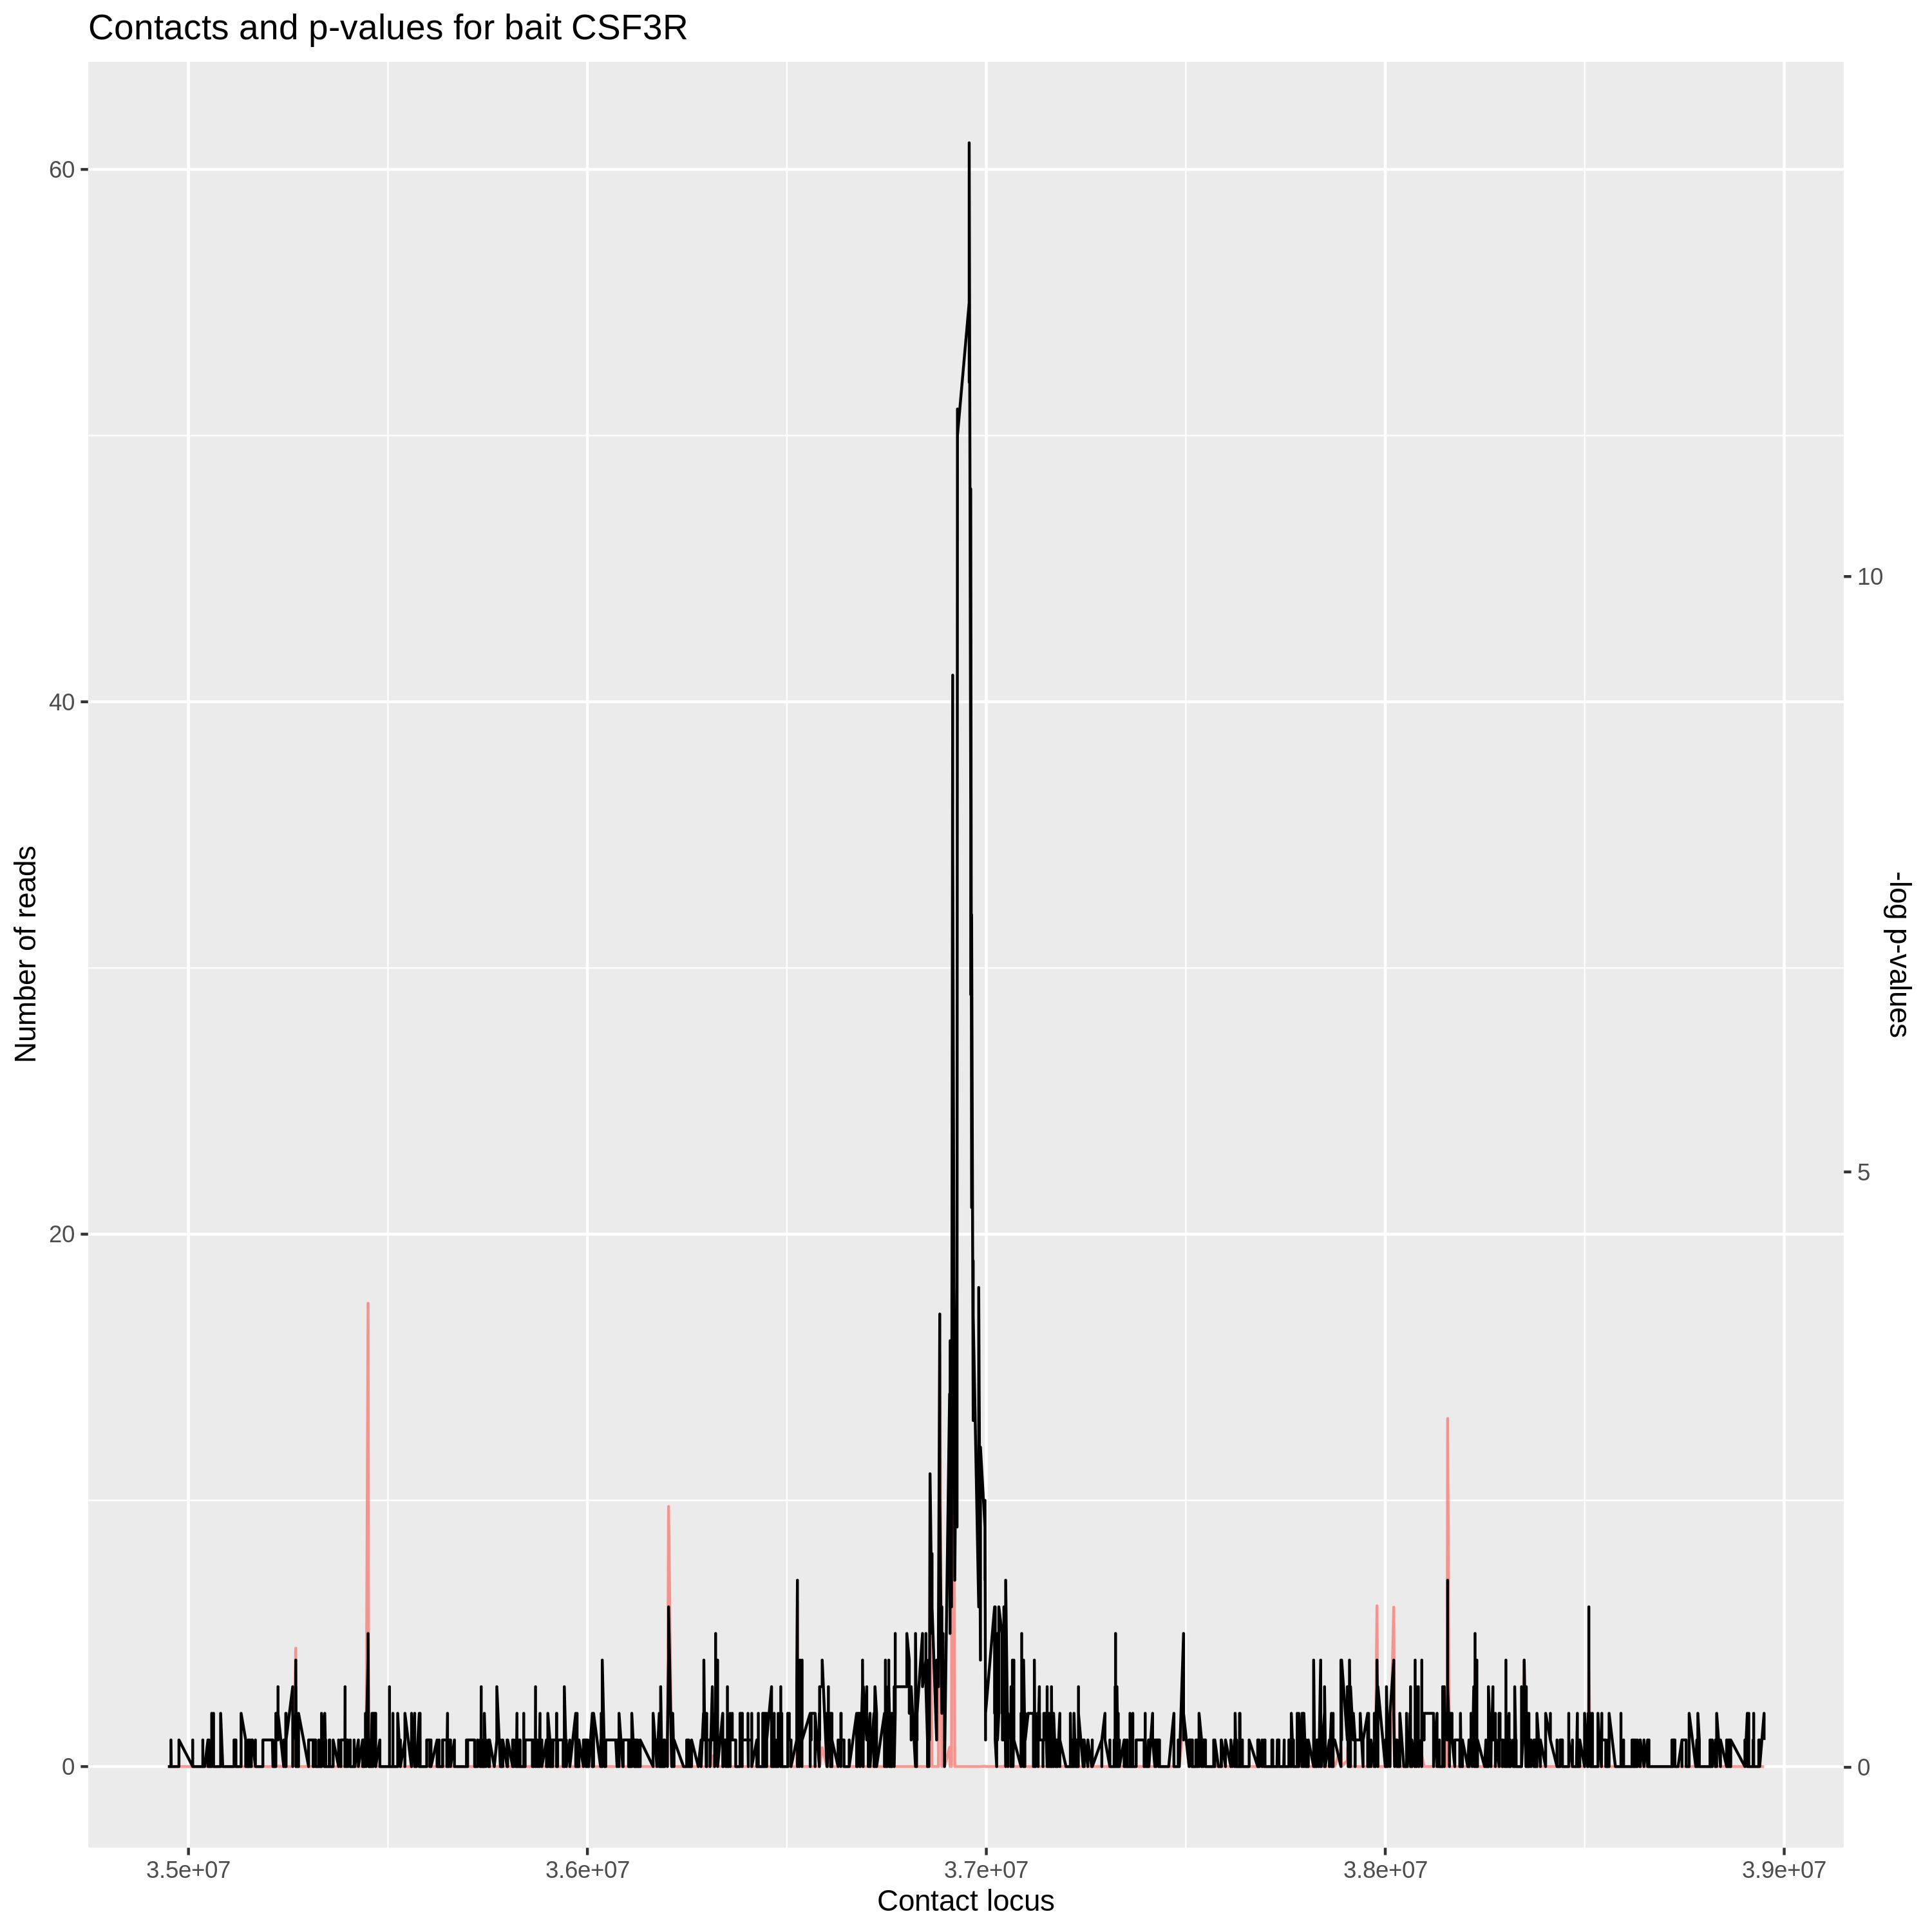 Contacts and p-values for bait CSF3R
60
40
20
0
Number of reads
10
5
0
-log p-values
3.5e+07
3.6e+07
3.7e+07
3.8e+07
3.9e+07
Contact locus